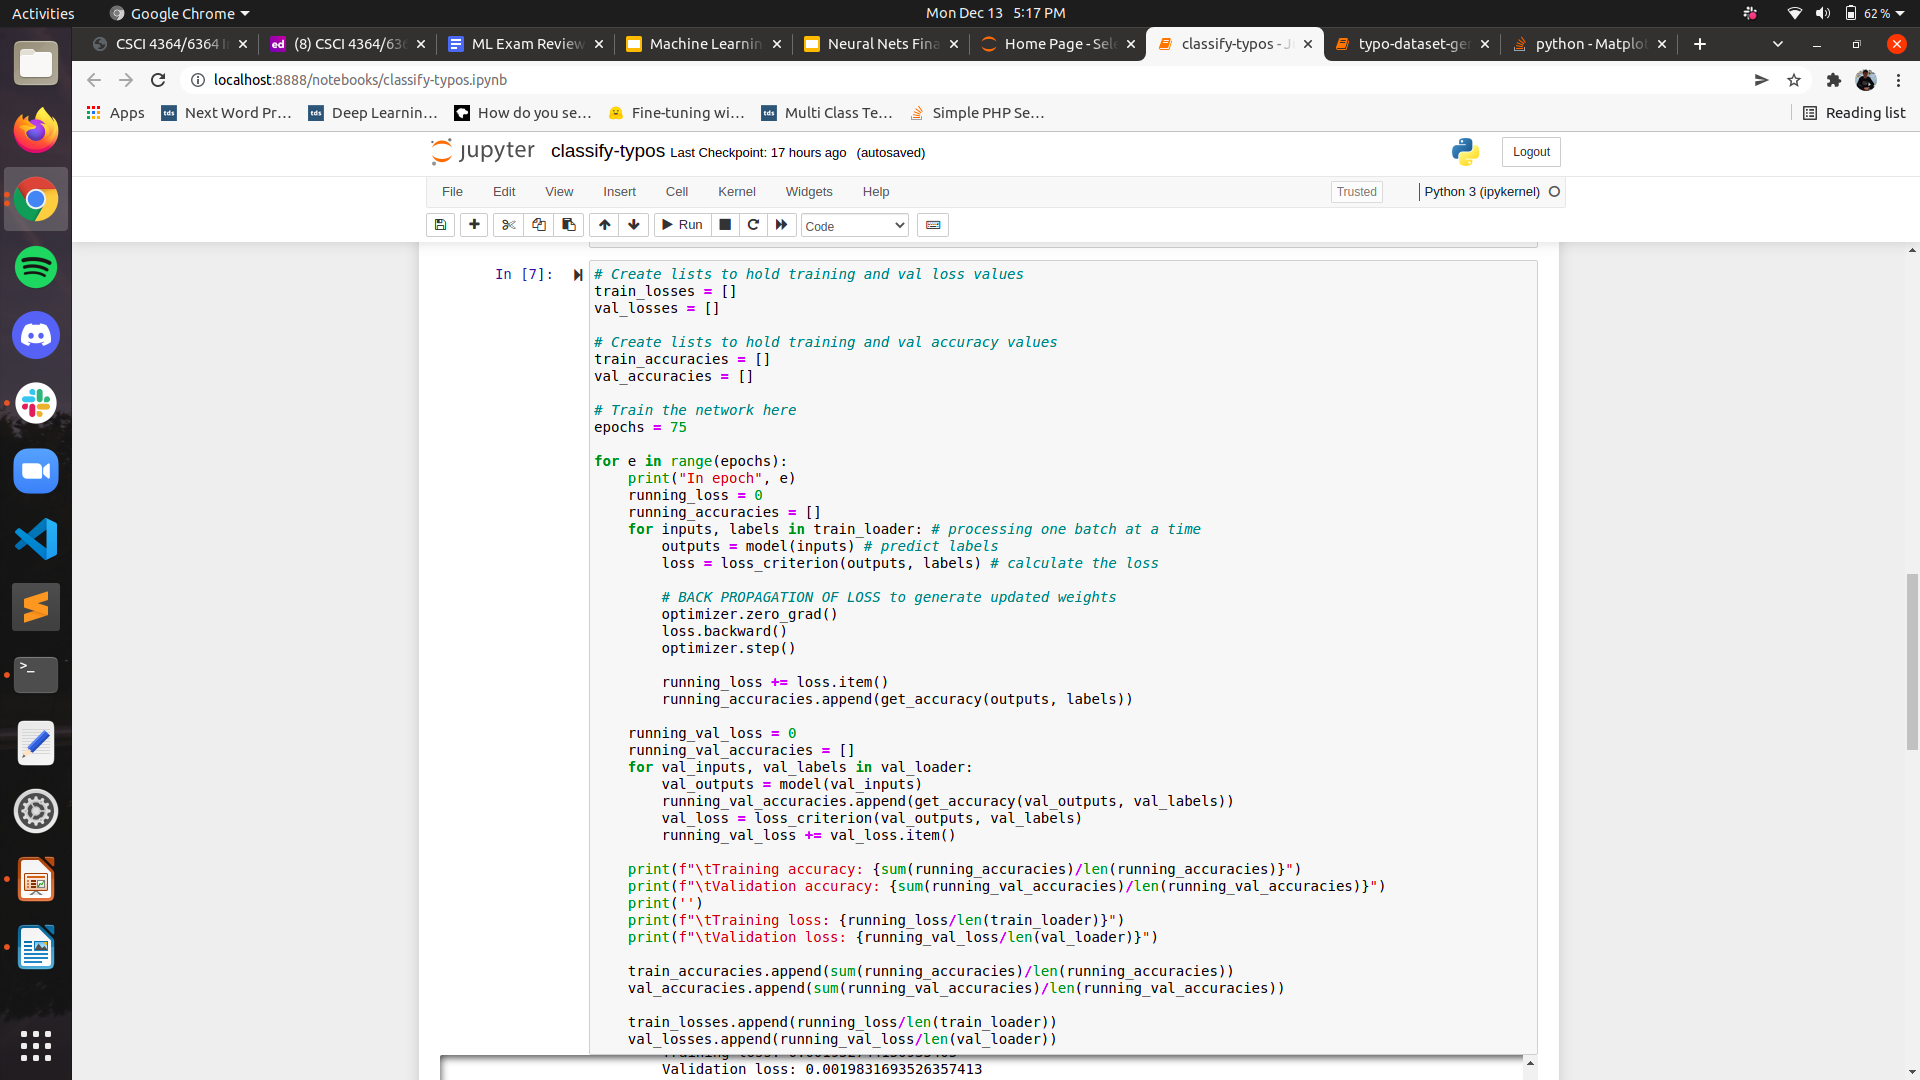 Activities
Google Chrome
Mon Dec 13 5:17 PM
62 %
CSCI 4364/6364 I
(8) CSCI 4364/636
ML Exam Review
Machine Learnin
Neural Nets Fina
Home Page - Sel
classify-typos - J
typo-dataset-ger
python - Matplot
localhost:8888/notebooks/classify-typos.ipynb
Apps
Next Word Pr...
Deep Learnin...
How do you se...
Fine-tuning wi...
Multi Class Te...
Simple PHP Se...
Reading list
jupyter classify-typos Last Checkpoint: 17 hours ago (autosaved)
Logout
File Edit View Insert Cell Kernel Widgets Help
Trusted
Python 3 (ipykernel)
Run
Code
In [7]:
# Create lists to hold training and val loss values
train_losses = []
val_losses = []
# Create lists to hold training and val accuracy values
train_accuracies = []
val_accuracies = []
# Train the network here
epochs = 75
for e in range(epochs):
    print("In epoch", e)
    running_loss = 0
    running_accuracies = []
    for inputs, labels in train_loader: # processing one batch at a time
        outputs = model(inputs) # predict labels
        loss = loss_criterion(outputs, labels) # calculate the loss
        # BACK PROPAGATION OF LOSS to generate updated weights
        optimizer.zero_grad()
        loss.backward()
        optimizer.step()
        running_loss += loss.item()
        running_accuracies.append(get_accuracy(outputs, labels))
    running_val_loss = 0
    running_val_accuracies = []
    for val_inputs, val_labels in val_loader:
        val_outputs = model(val_inputs)
        running_val_accuracies.append(get_accuracy(val_outputs, val_labels))
        val_loss = loss_criterion(val_outputs, val_labels)
        running_val_loss += val_loss.item()
    print(f"\tTraining accuracy: {sum(running_accuracies)/len(running_accuracies)}")
    print(f"\tValidation accuracy: {sum(running_val_accuracies)/len(running_val_accuracies)}")
    print('')
    print(f"\tTraining loss: {running_loss/len(train_loader)}")
    print(f"\tValidation loss: {running_val_loss/len(val_loader)}")
    train_accuracies.append(sum(running_accuracies)/len(running_accuracies))
    val_accuracies.append(sum(running_val_accuracies)/len(running_val_accuracies))
    train_losses.append(running_loss/len(train_loader))
    val_losses.append(running_val_loss/len(val_loader))
Validation loss: 0.0019831693526357413